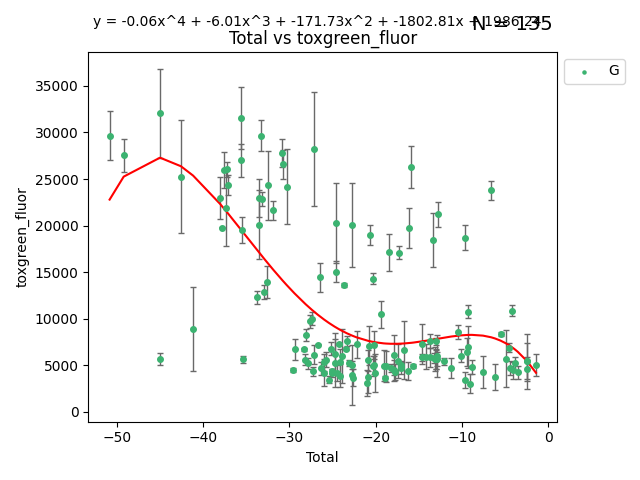 y = -0.06x^4 + -6.01x^3 + -171.73x^2 + -1802.81x +
N = 135
Total vs toxgreen_fluor
G
toxgreen_fluor
35000
30000
25000
20000
15000
10000
5000
0
−50
−40
−30
−20
−10
0
Total